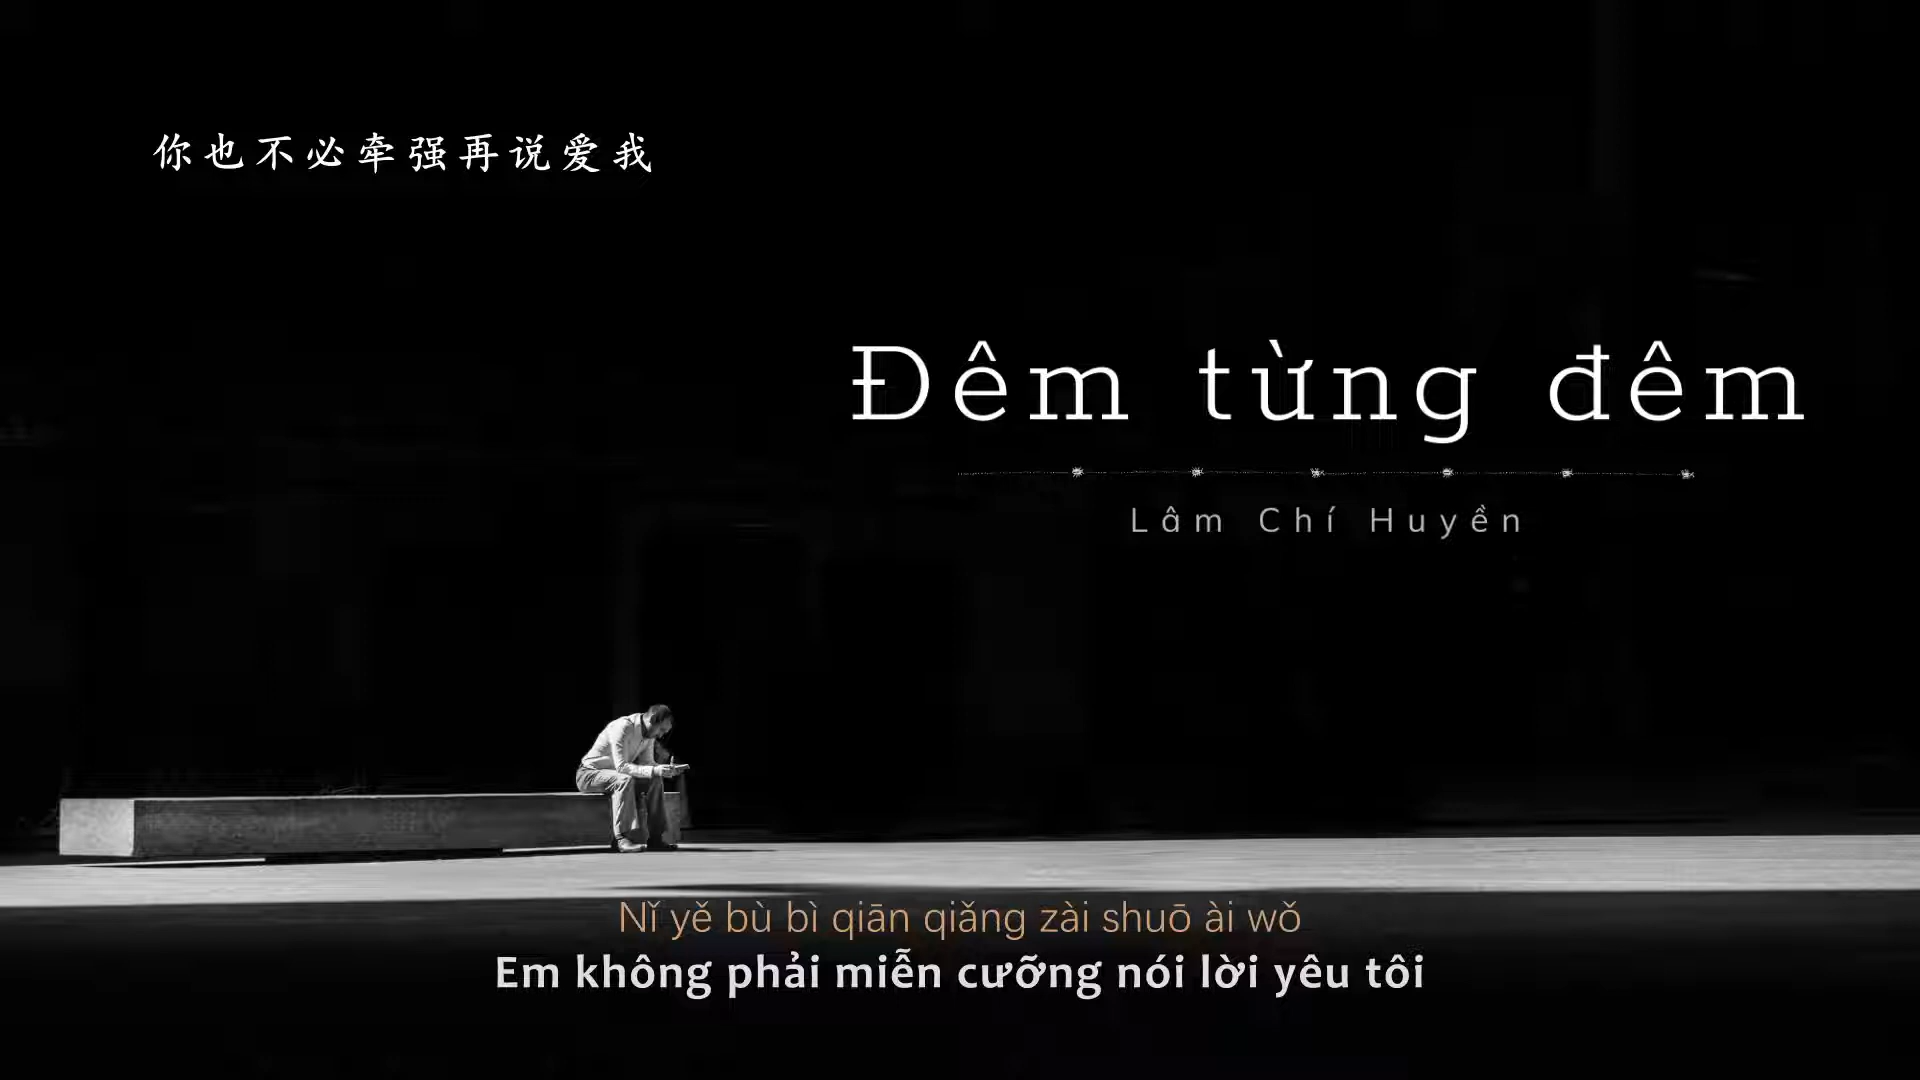 你也不必牵强再说爱我
Đêm từng đêm
Lâm Chí Huyền
Nǐ yě bù bì qiān qiǎng zài shuō ài wǒ
Em không phải miễn cưỡng nói lời yêu tôi